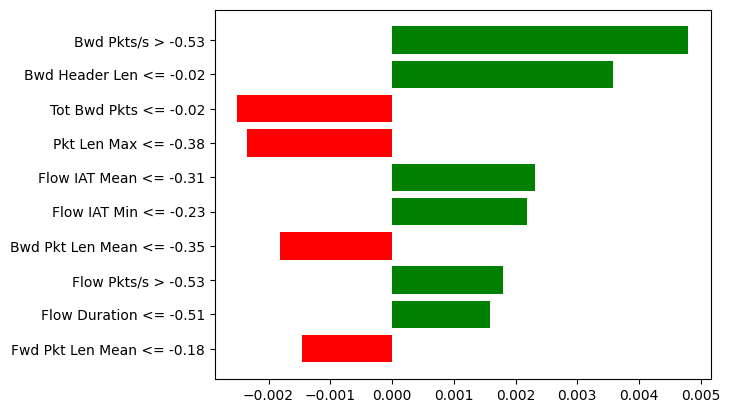 Bwd Pkts/s > -0.53
Bwd Header Len <= -0.02
Tot Bwd Pkts <= -0.02
Pkt Len Max <= -0.38
Flow IAT Mean <= -0.31
Flow IAT Min <= -0.23
Bwd Pkt Len Mean <= -0.35
Flow Pkts/s > -0.53
Flow Duration <= -0.51
Fwd Pkt Len Mean <= -0.18
−0.002 −0.001 0.000 0.001 0.002 0.003 0.004 0.005